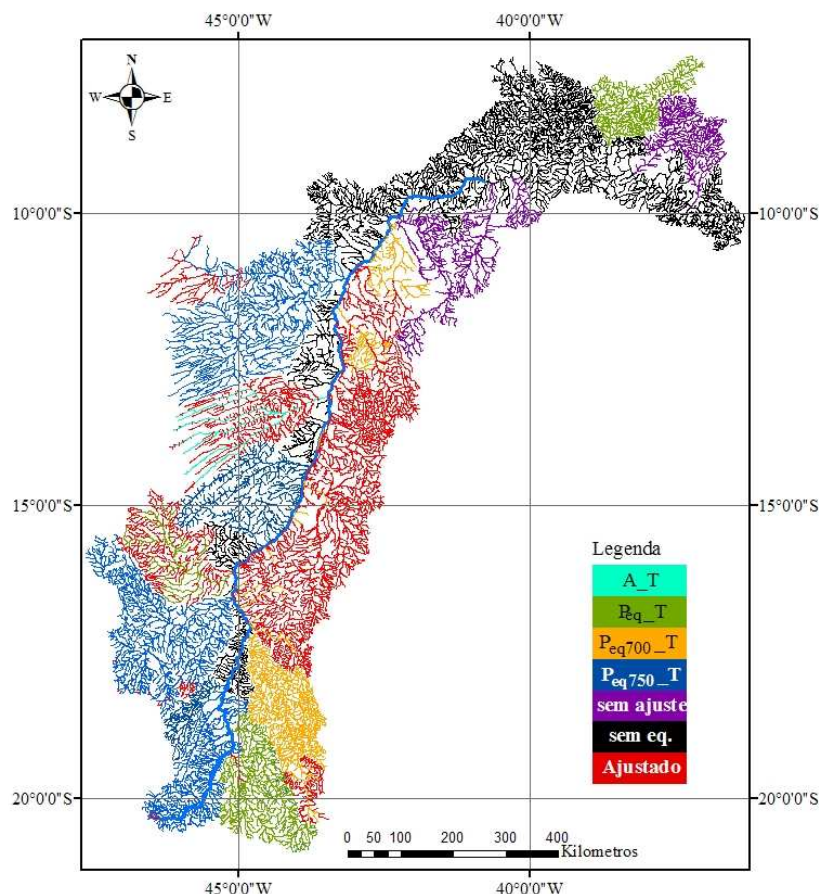 45°0'0"W 40°0'0"W
N
W E
S
10°0'0"S 10°0'0"S
15°0'0"S 15°0'0"S
Legenda
A_T
Peq_T
Peq700_T
Peq750_T
sem ajuste
sem eq.
Ajustado
20°0'0"S 20°0'0"S
0 50 100 200 300 400
Kilometros
45°0'0"W 40°0'0"W